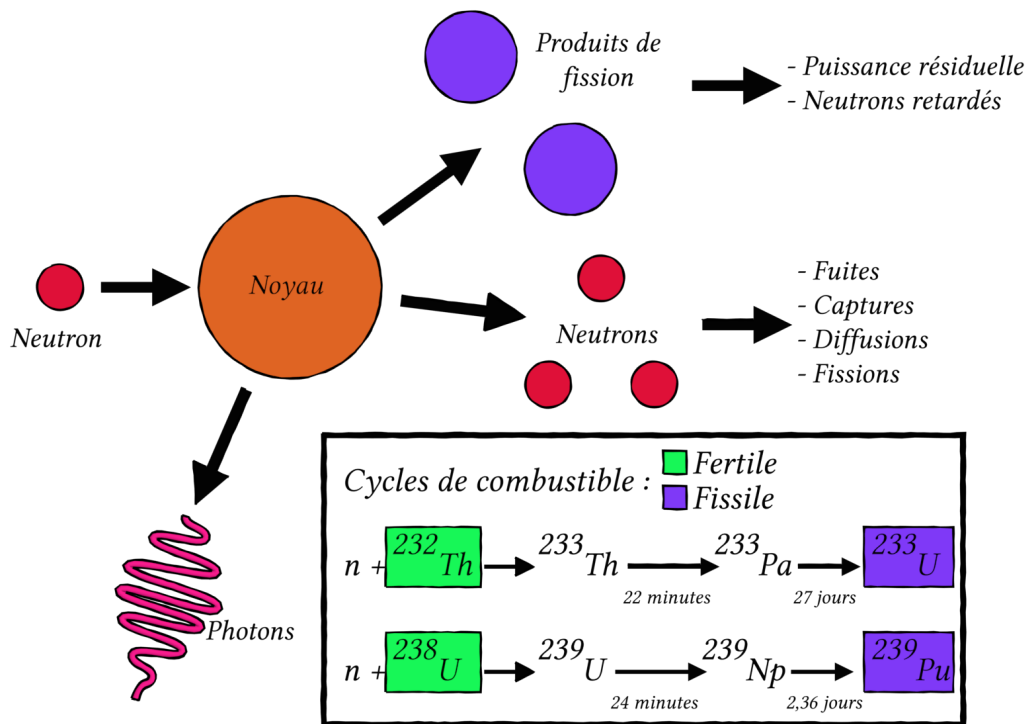 Produits de
fission
- Puissance résiduelle
- Neutrons retardés
Noyau
Neutron
Neutrons
- Fuites
- Captures
- Diffusions
- Fissions
Photons
Cycles de combustible :
Fertile
Fissile
n + 232Th 233Th 233Pa 233U
22 minutes 27 jours
n + 238U 239U 239Np 239Pu
24 minutes 2,36 jours